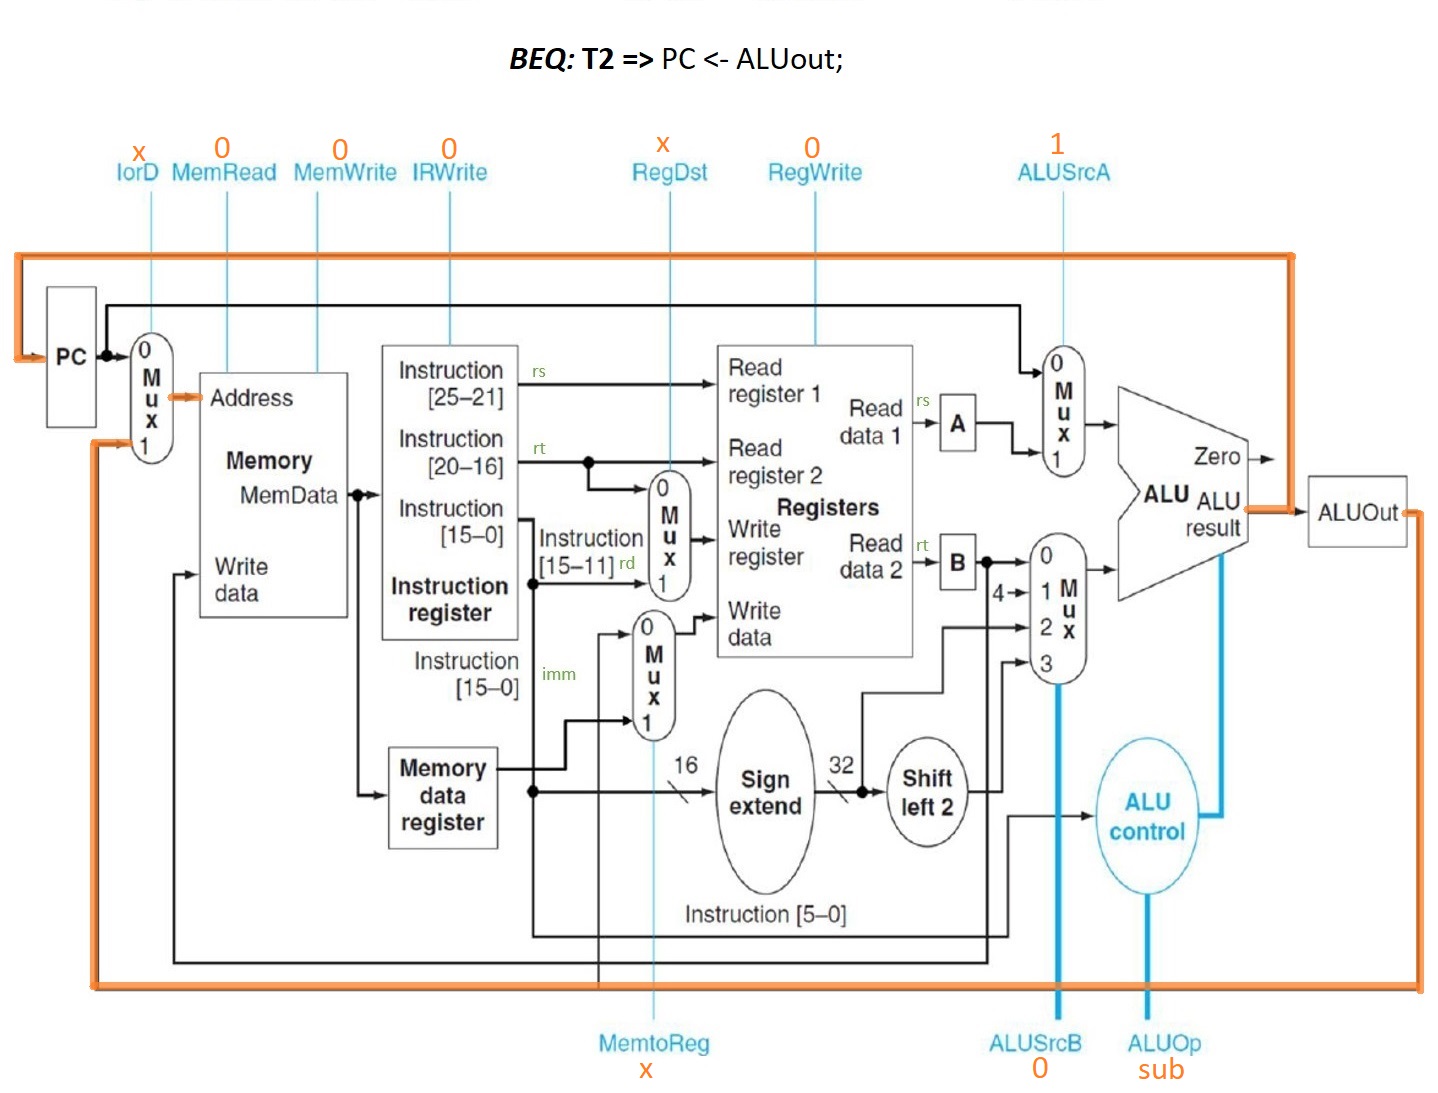 BEQ: T2 => PC <- ALUout;
x 0 0 0 x 0 1
IorD MemRead MemWrite IRWrite RegDst RegWrite ALUSrcA
PC
0
M
u
x
1
Address
Memory
MemData
Write
data
Instruction
[25–21]
Instruction
[20–16]
Instruction
[15–0]
Instruction
register
rs
rt
Instruction
[15–11] rd
0
M
u
x
1
Read
register 1
Read
register 2
Registers
Write
register
Write
data
Read
data 1
Read
data 2
rs
A
rt
B
0
M
u
x
1
4
0
1 M
u
2 x
3
Zero
ALU ALU
result
ALUOut
Instruction
[15–0]
imm
0
M
u
x
1
Memory
data
register
16
Sign
extend
32
Shift
left 2
ALU
control
Instruction [5–0]
MemtoReg ALUSrcB ALUOp
x 0 sub